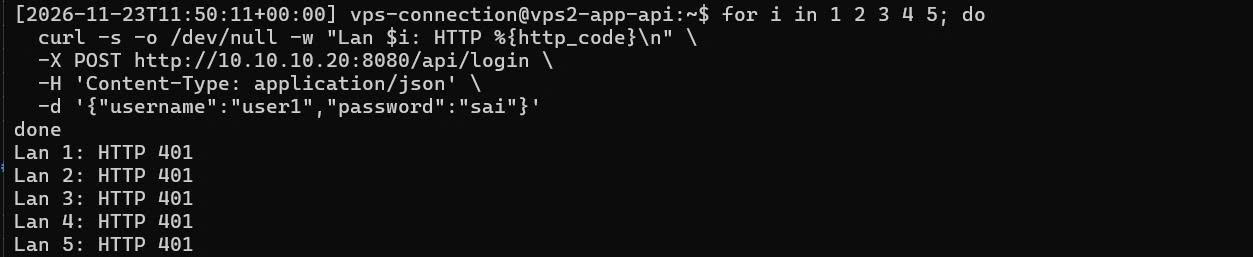 [2026-11-23T11:50:11+00:00] vps-connection@vps2-app-api:~$ for i in 1 2 3 4 5; do
  curl -s -o /dev/null -w "Lan $i: HTTP %{http_code}\n" \
  -X POST http://10.10.10.20:8080/api/login \
  -H 'Content-Type: application/json' \
  -d '{"username":"user1","password":"sai"}'
done
Lan 1: HTTP 401
Lan 2: HTTP 401
Lan 3: HTTP 401
Lan 4: HTTP 401
Lan 5: HTTP 401